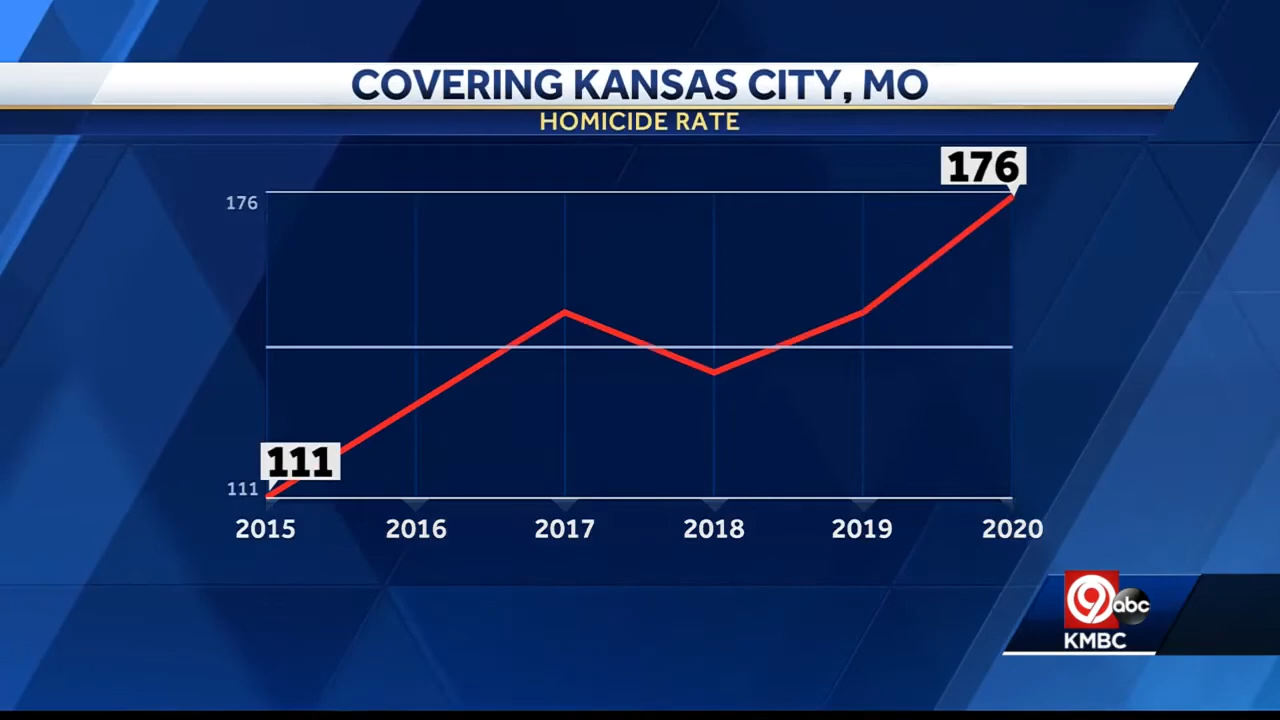 COVERING KANSAS CITY, MO
HOMICIDE RATE
176
176
111
111
2015 2016 2017 2018 2019 2020
9 abc
KMBC